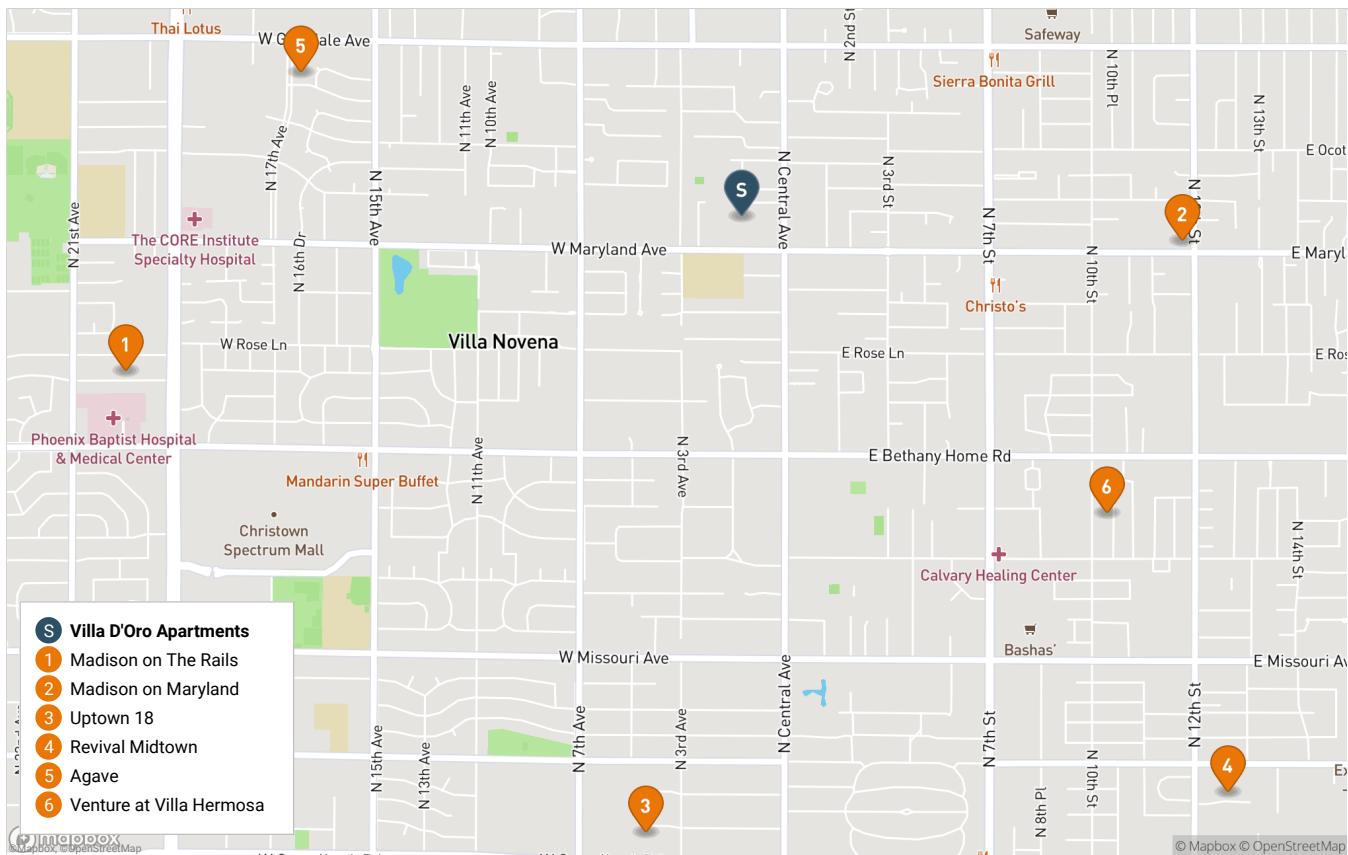 Thai Lotus
5
N 2nd St
Safeway
Sierra Bonita Grill
N 10th Pl
N 11th Ave
N 10th Ave
N 13th St
N 17th Ave
E Ocot
N 15th Ave
N Central Ave
N 3rd St
S
2
N 21st Ave
The CORE Institute
Specialty Hospital
N 16th Dr
W Maryland Ave
N 7th St
E Maryl
N 10th St
Christo's
1
W Rose Ln
Villa Novena
E Rose Ln
E Ros
Phoenix Baptist Hospital
& Medical Center
N 11th Ave
N 3rd Ave
E Bethany Home Rd
Mandarin Super Buffet
6
Christown
Spectrum Mall
N 14th St
Calvary Healing Center
Bashas'
W Missouri Ave
E Missouri Av
N 15th Ave
N 13th Ave
N 7th Ave
N 3rd Ave
N Central Ave
N 7th St
N 12th St
N 10th St
N 8th Pl
4
3
Ex
S Villa D'Oro Apartments
1 Madison on The Rails
2 Madison on Maryland
3 Uptown 18
4 Revival Midtown
5 Agave
6 Venture at Villa Hermosa
mapbox
©Mapbox, ©OpenStreetMap
© Mapbox © OpenStreetMap